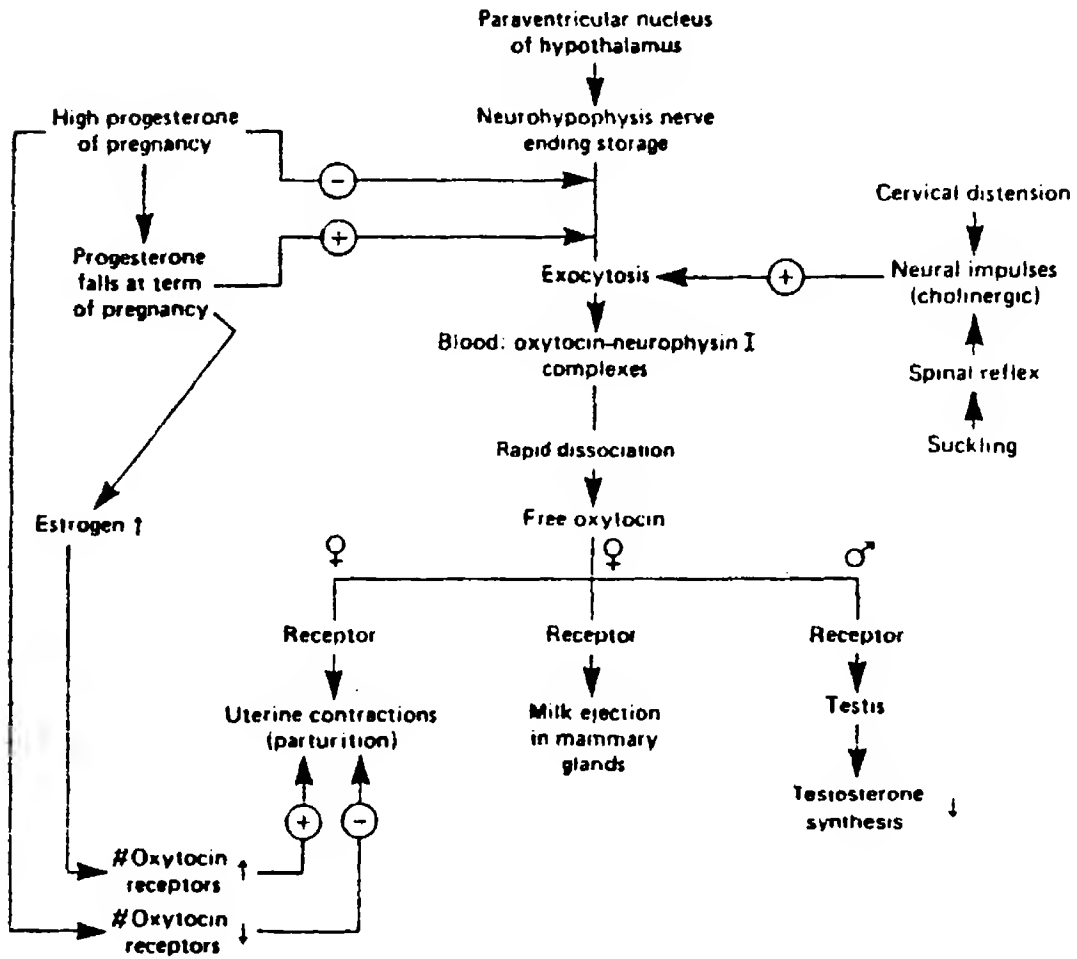 Paraventricular nucleus
of hypothalamus
High progesterone
of pregnancy
Neurohypophysis nerve
ending storage
−
Cervical distension
+
Progesterone
falls at term
of pregnancy
Exocytosis
+
Neural impulses
(cholinergic)
Blood: oxytocin–neurophysin I
complexes
Spinal reflex
Rapid dissociation
Suckling
Estrogen ↑
Free oxytocin
♀
♀
♂
Receptor
Receptor
Receptor
Uterine contractions
(parturition)
Milk ejection
in mammary
glands
Testis
Testosterone
synthesis ↓
+
−
#Oxytocin
receptors ↑
#Oxytocin
receptors ↓